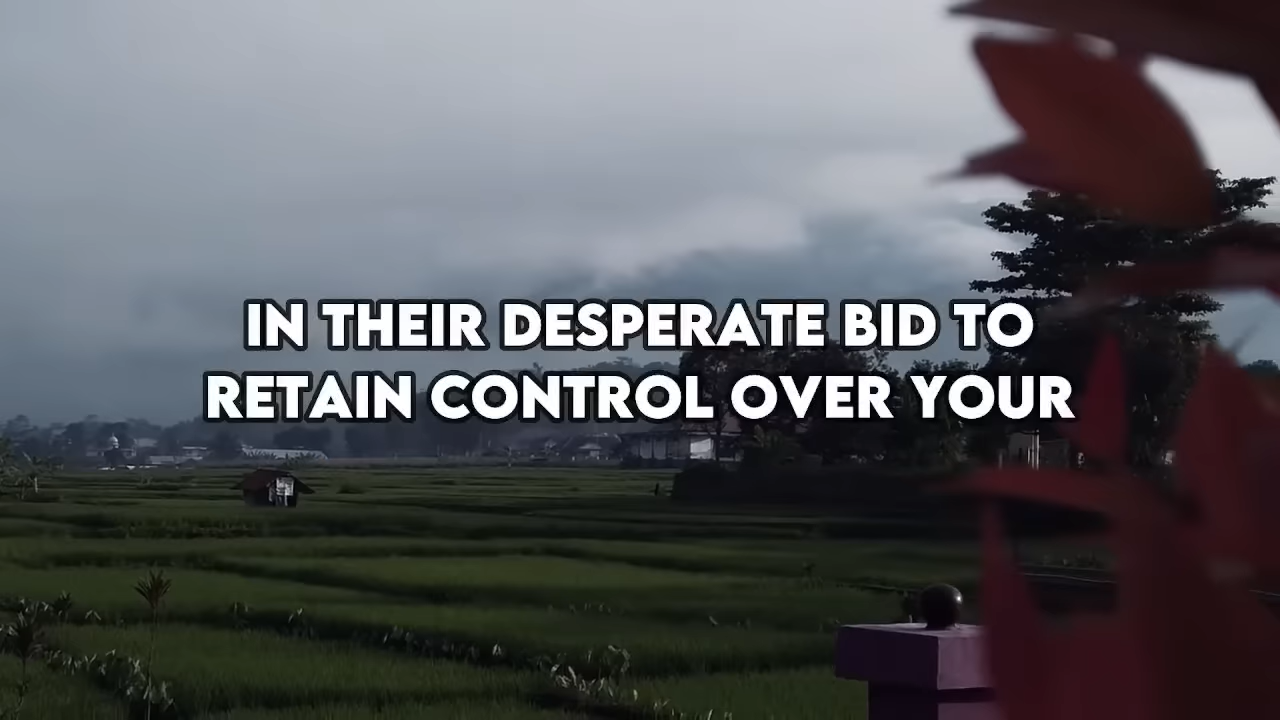 IN THEIR DESPERATE BID TO
RETAIN CONTROL OVER YOUR